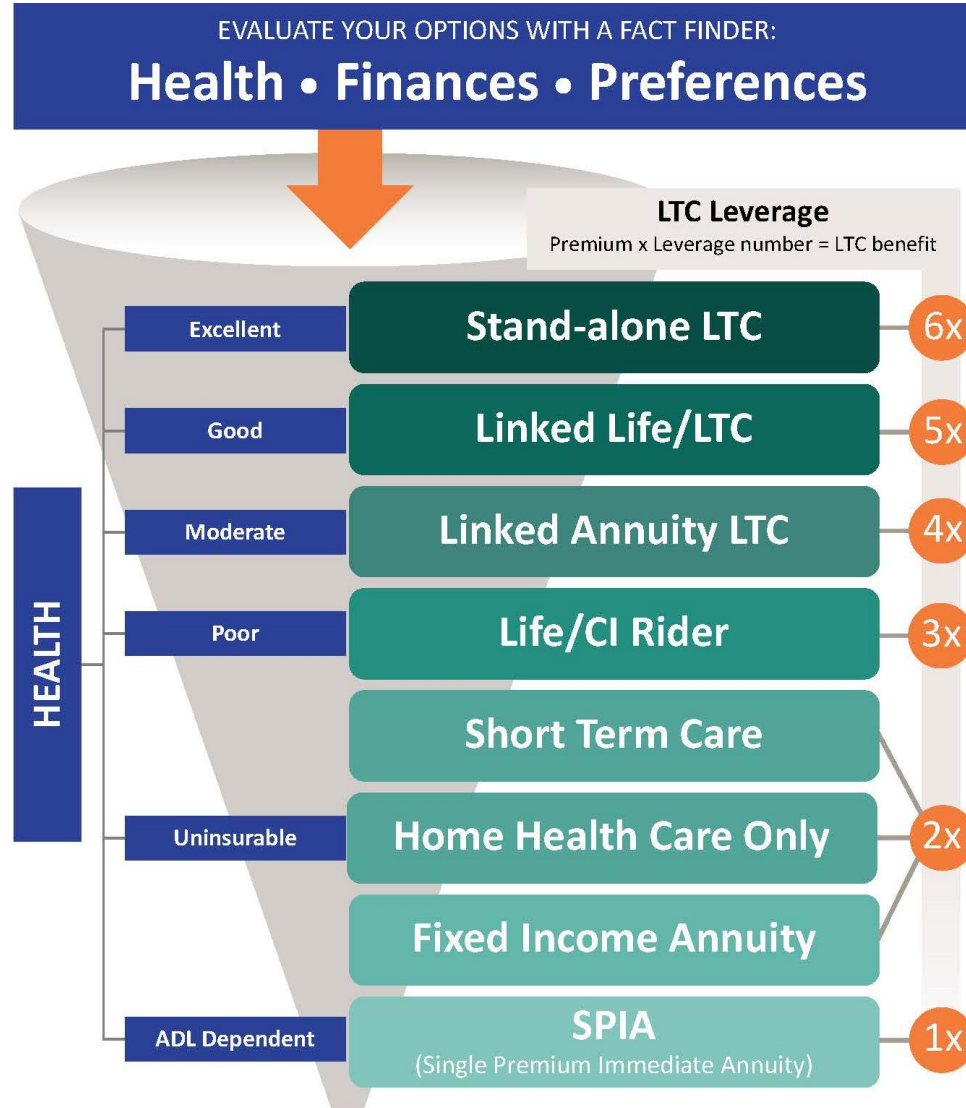 EVALUATE YOUR OPTIONS WITH A FACT FINDER:
Health • Finances • Preferences
LTC Leverage
Premium x Leverage number = LTC benefit
HEALTH
Excellent
Stand-alone LTC
6x
Good
Linked Life/LTC
5x
Moderate
Linked Annuity LTC
4x
Poor
Life/CI Rider
3x
Short Term Care
Uninsurable
Home Health Care Only
2x
Fixed Income Annuity
ADL Dependent
SPIA
(Single Premium Immediate Annuity)
1x